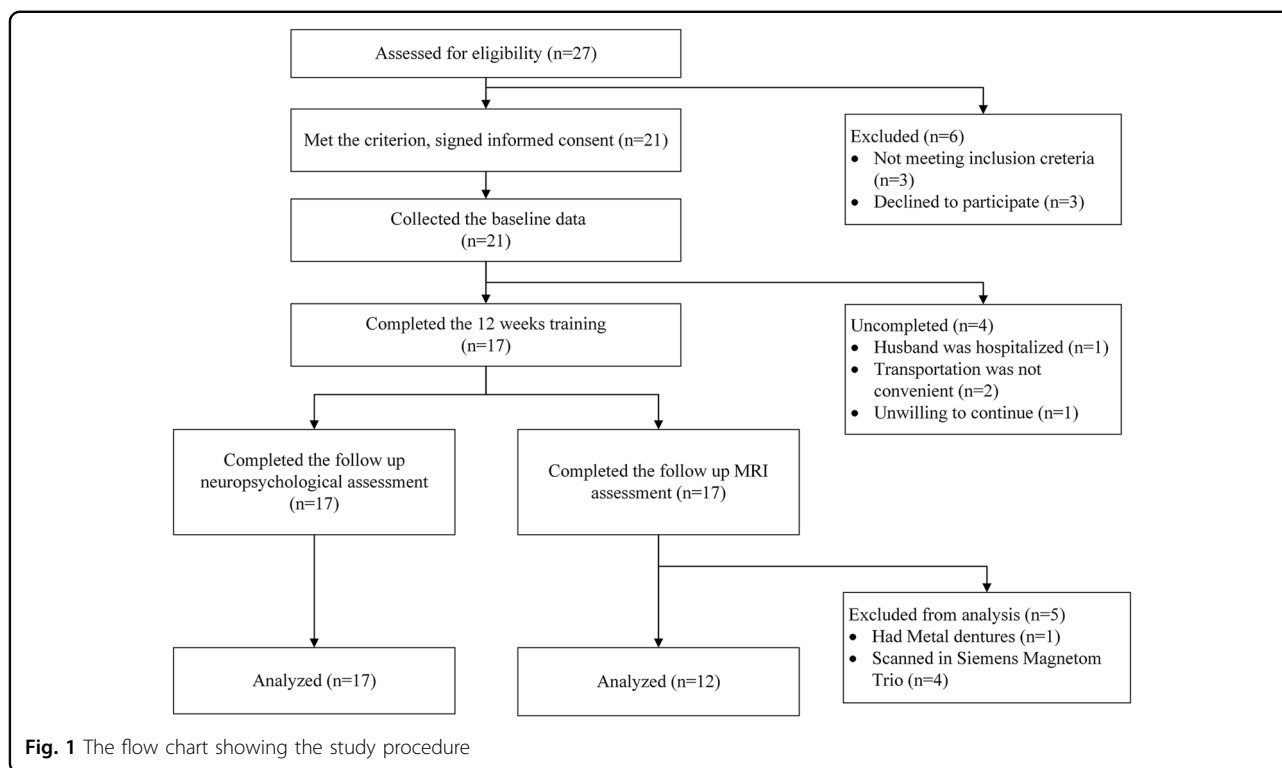 Assessed for eligibility (n=27)
Met the criterion, signed informed consent (n=21)
Excluded (n=6)
• Not meeting inclusion creteria
(n=3)
• Declined to participate (n=3)
Collected the baseline data
(n=21)
Completed the 12 weeks training
(n=17)
Uncompleted (n=4)
• Husband was hospitalized (n=1)
• Transportation was not
convenient (n=2)
• Unwilling to continue (n=1)
Completed the follow up
neuropsychological assessment
(n=17)
Completed the follow up MRI
assessment (n=17)
Excluded from analysis (n=5)
• Had Metal dentures (n=1)
• Scanned in Siemens Magnetom
Trio (n=4)
Analyzed (n=17)
Analyzed (n=12)
Fig. 1 The flow chart showing the study procedure